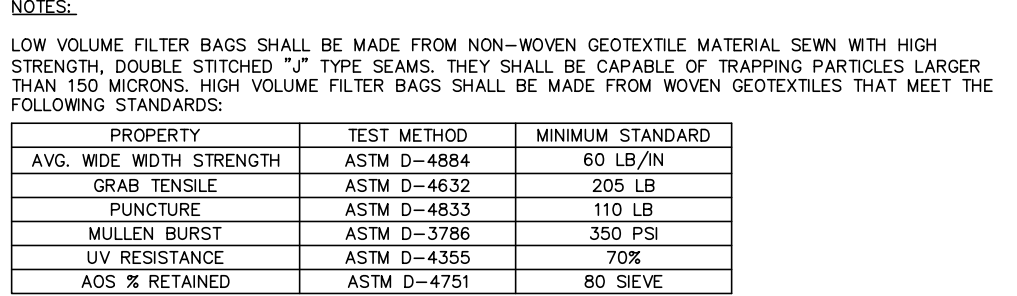 NOTES:
LOW VOLUME FILTER BAGS SHALL BE MADE FROM NON-WOVEN GEOTEXTILE MATERIAL SEWN WITH HIGH
STRENGTH, DOUBLE STITCHED "J" TYPE SEAMS. THEY SHALL BE CAPABLE OF TRAPPING PARTICLES LARGER
THAN 150 MICRONS. HIGH VOLUME FILTER BAGS SHALL BE MADE FROM WOVEN GEOTEXTILES THAT MEET THE
FOLLOWING STANDARDS:
PROPERTY TEST METHOD MINIMUM STANDARD
AVG. WIDE WIDTH STRENGTH ASTM D-4884 60 LB/IN
GRAB TENSILE ASTM D-4632 205 LB
PUNCTURE ASTM D-4833 110 LB
MULLEN BURST ASTM D-3786 350 PSI
UV RESISTANCE ASTM D-4355 70%
AOS % RETAINED ASTM D-4751 80 SIEVE